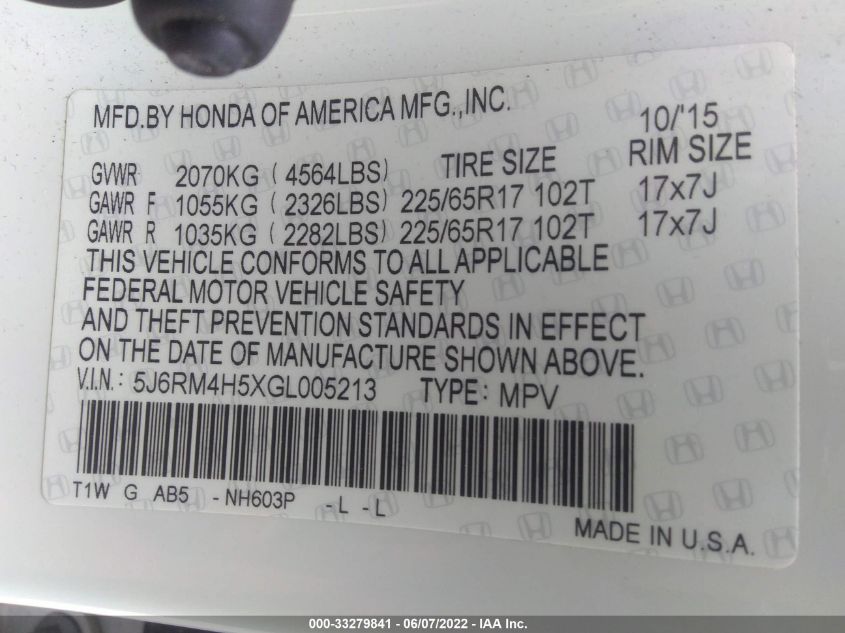 MFD.BY HONDA OF AMERICA MFG.,INC. 10/'15
GVWR 2070KG ( 4564LBS) TIRE SIZE RIM SIZE
GAWR F 1055KG ( 2326LBS) 225/65R17 102T 17x7J
GAWR R 1035KG ( 2282LBS) 225/65R17 102T 17x7J
THIS VEHICLE CONFORMS TO ALL APPLICABLE
FEDERAL MOTOR VEHICLE SAFETY
AND THEFT PREVENTION STANDARDS IN EFFECT
ON THE DATE OF MANUFACTURE SHOWN ABOVE.
V.I.N.: 5J6RM4H5XGL005213 TYPE: MPV
T1W G AB5 -NH603P -L -L
MADE IN U.S.A.
000-33279841 - 06/07/2022 - IAA Inc.